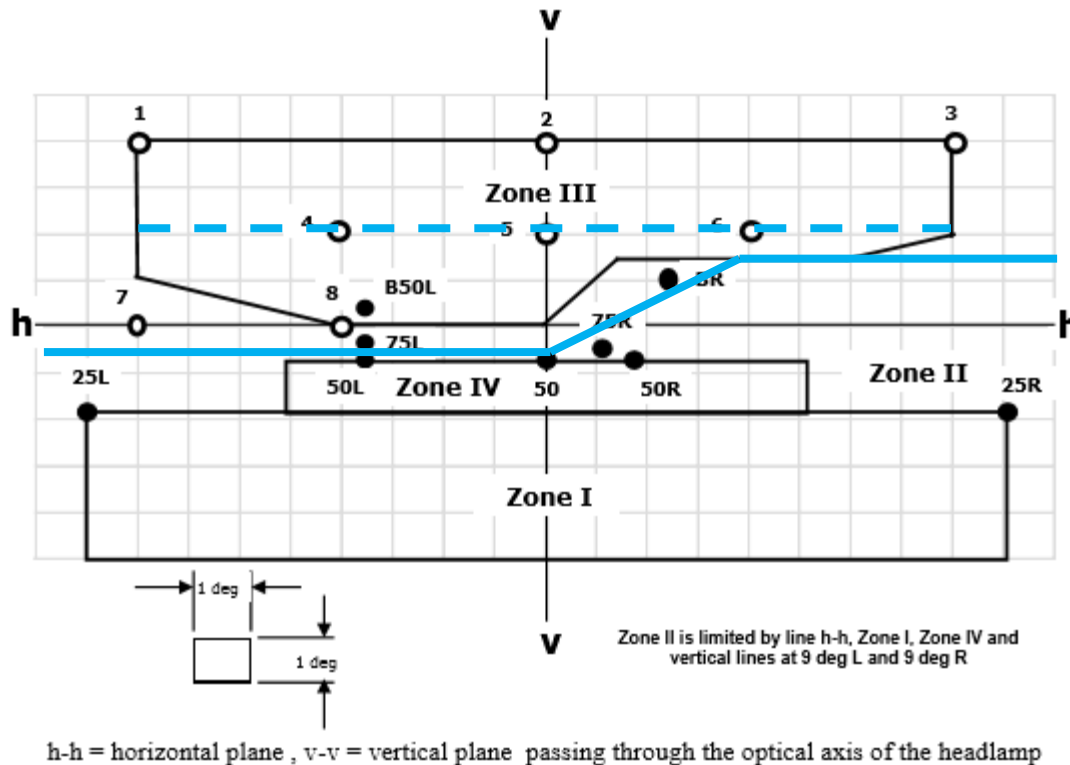 v
1
2
3
Zone III
4
5
6
B50L
BR
7
8
h
h
75L
75R
25L
50L
Zone IV
50
50R
Zone II
25R
Zone I
1 deg
1 deg
v
Zone II is limited by line h-h, Zone I, Zone IV and
vertical lines at 9 deg L and 9 deg R
h-h = horizontal plane , v-v = vertical plane passing through the optical axis of the headlamp